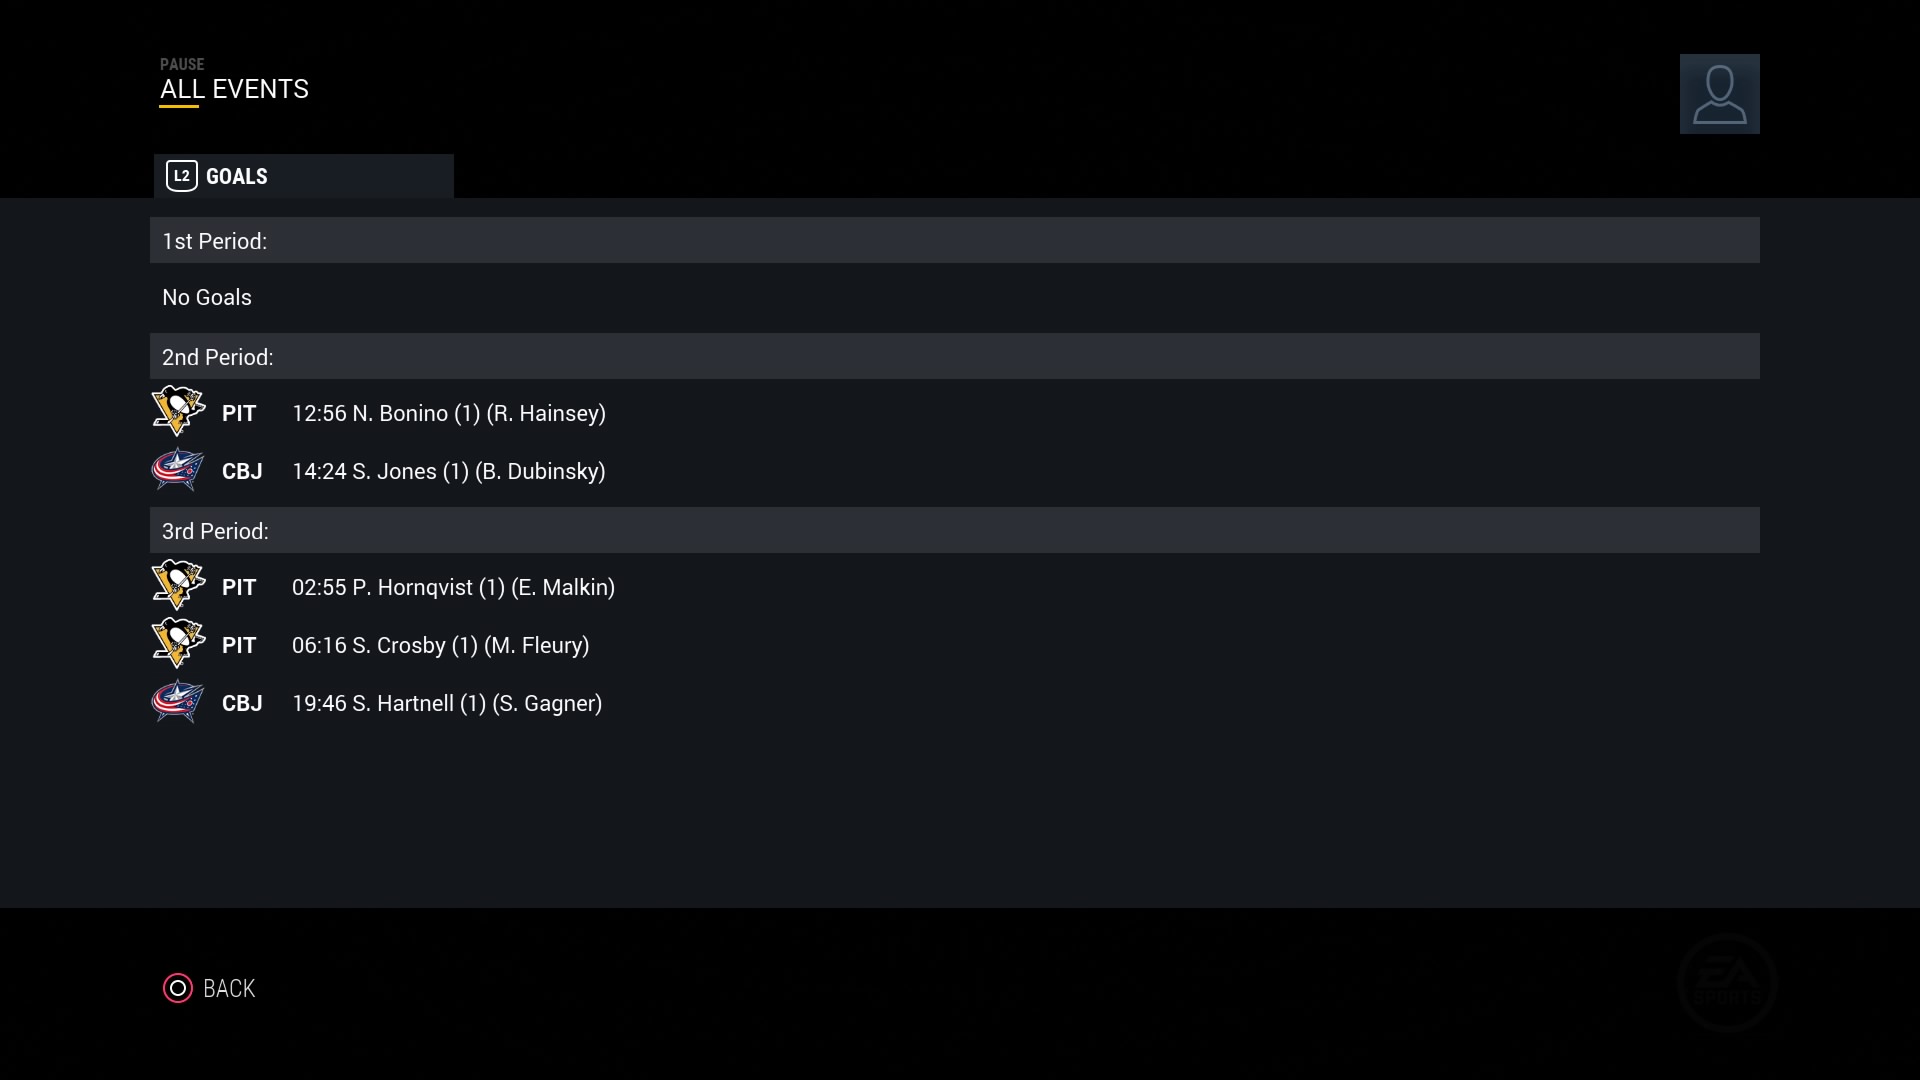 PAUSE
ALL EVENTS
L2 GOALS
1st Period:
No Goals
2nd Period:
PIT 12:56 N. Bonino (1) (R. Hainsey)
CBJ 14:24 S. Jones (1) (B. Dubinsky)
3rd Period:
PIT 02:55 P. Hornqvist (1) (E. Malkin)
PIT 06:16 S. Crosby (1) (M. Fleury)
CBJ 19:46 S. Hartnell (1) (S. Gagner)
BACK
EA
SPORTS